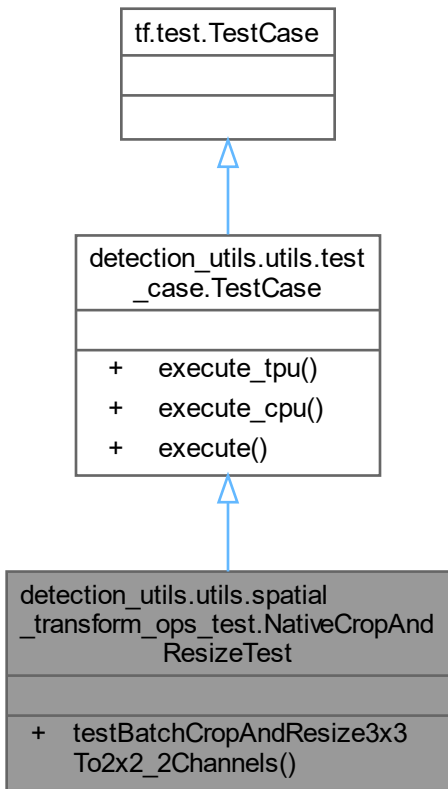 tf.test.TestCase
detection_utils.utils.test
_case.TestCase
+ execute_tpu()
+ execute_cpu()
+ execute()
detection_utils.utils.spatial
_transform_ops_test.NativeCropAnd
ResizeTest
+ testBatchCropAndResize3x3
To2x2_2Channels()